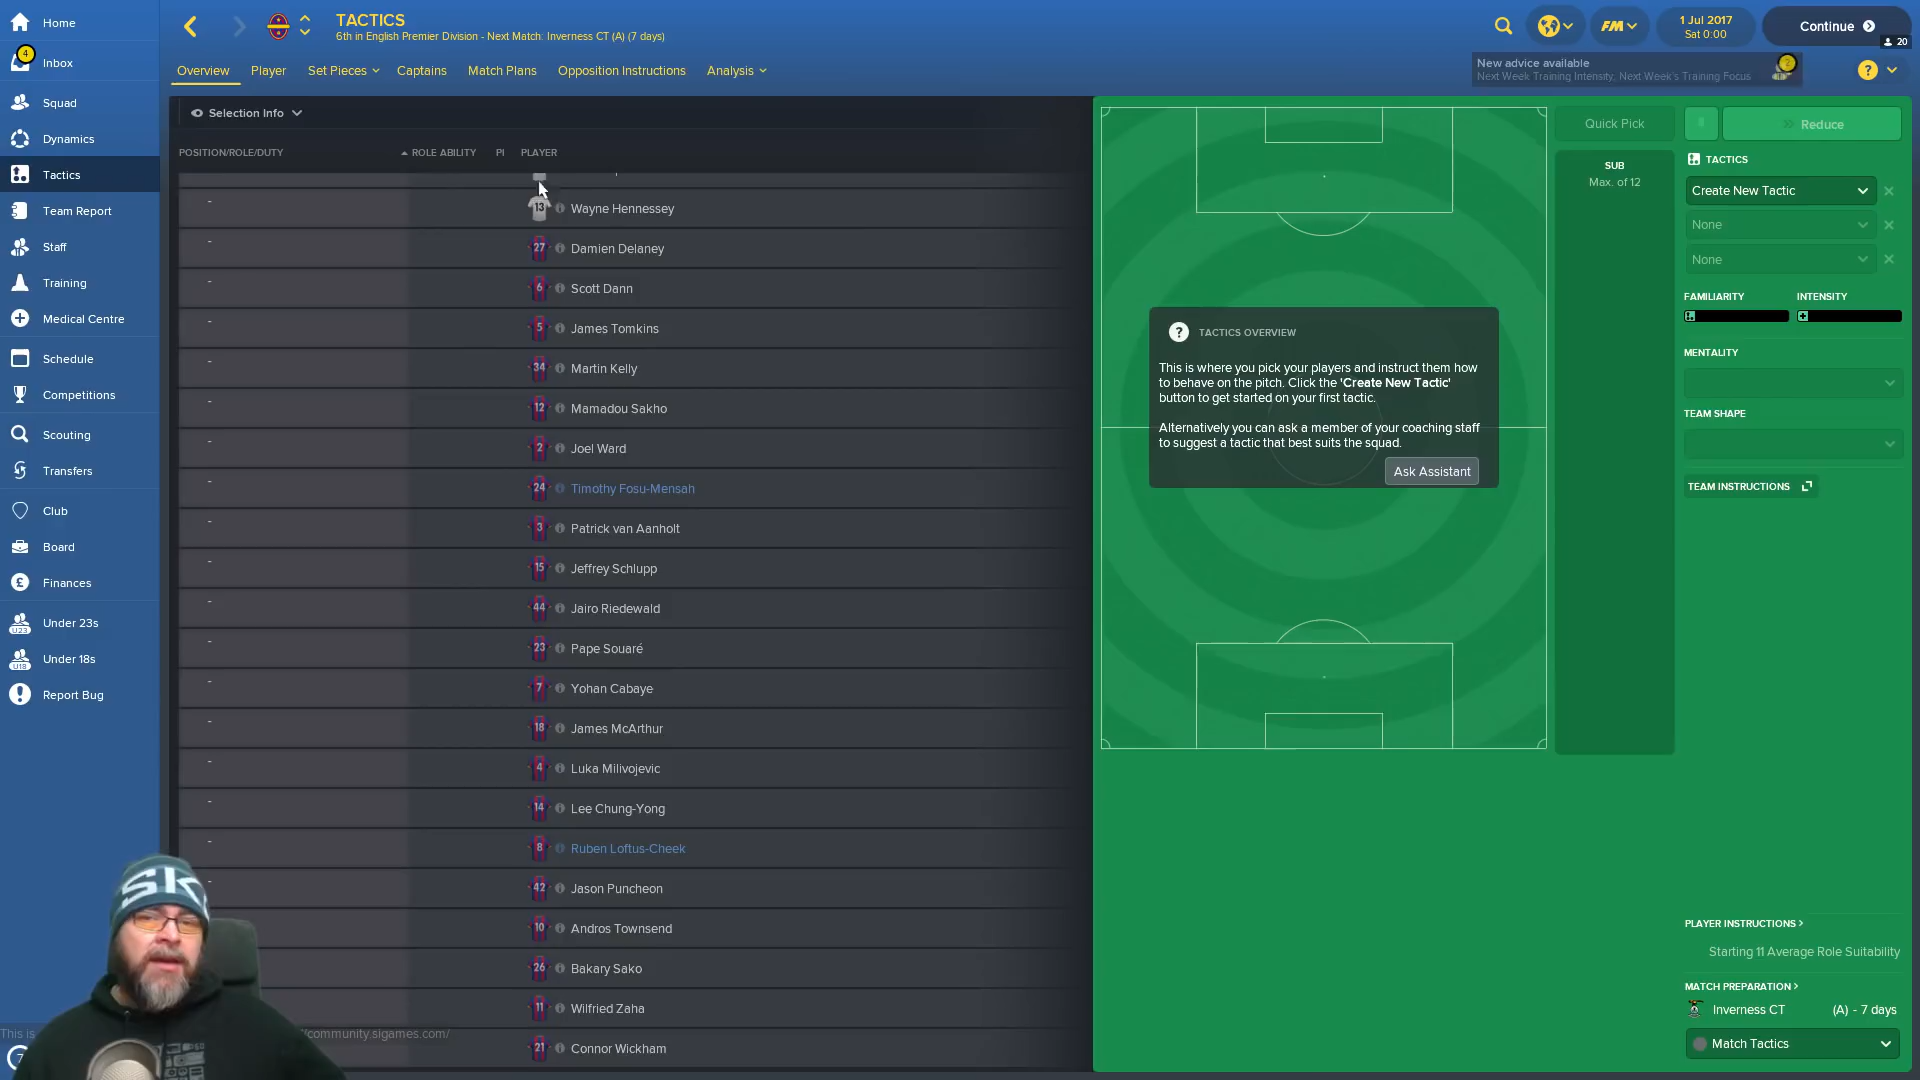 Home
4
Inbox
Squad
Dynamics
Tactics
Team Report
Staff
Training
Medical Centre
Schedule
Competitions
Scouting
Transfers
Club
Board
£
Finances
U23
Under 23s
U18
Under 18s
Report Bug
TACTICS
6th in English Premier Division - Next Match: Inverness CT (A) (7 days)
FM
1 Jul 2017
Sat 0:00
Continue
20
Overview
Player
Set Pieces
Captains
Match Plans
Opposition Instructions
Analysis
New advice available
Next Week Training Intensity, Next Week's Training Focus
?
Selection Info
POSITION/ROLE/DUTY
ROLE ABILITY
PI
PLAYER
- 13 Wayne Hennessey
- 27 Damien Delaney
- 6 Scott Dann
- 5 James Tomkins
- 34 Martin Kelly
- 12 Mamadou Sakho
- 2 Joel Ward
- 24 Timothy Fosu-Mensah
- 3 Patrick van Aanholt
- 15 Jeffrey Schlupp
- 44 Jairo Riedewald
- 23 Pape Souaré
- 7 Yohan Cabaye
- 18 James McArthur
- 4 Luka Milivojevic
- 14 Lee Chung-Yong
- 8 Ruben Loftus-Cheek
42 Jason Puncheon
10 Andros Townsend
26 Bakary Sako
11 Wilfried Zaha
21 Connor Wickham
SK
This is
//community.sigames.com/
? TACTICS OVERVIEW
This is where you pick your players and instruct them how
to behave on the pitch. Click the 'Create New Tactic'
button to get started on your first tactic.
Alternatively you can ask a member of your coaching staff
to suggest a tactic that best suits the squad.
Ask Assistant
Quick Pick
SUB
Max. of 12
Reduce
TACTICS
Create New Tactic
None
None
FAMILIARITY
INTENSITY
MENTALITY
TEAM SHAPE
TEAM INSTRUCTIONS
PLAYER INSTRUCTIONS >
Starting 11 Average Role Suitability
MATCH PREPARATION >
Inverness CT (A) - 7 days
Match Tactics